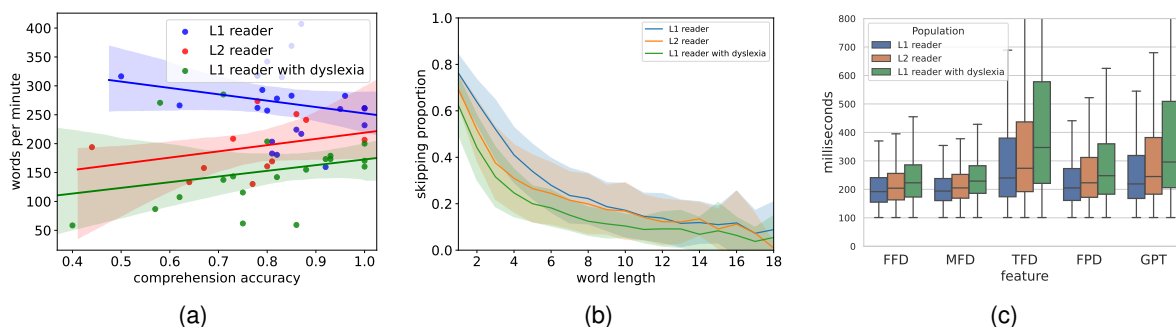 L1 reader
L2 reader
L1 reader with dyslexia
words per minute
400
350
300
250
200
150
100
50
0.4 0.5 0.6 0.7 0.8 0.9 1.0
comprehension accuracy
(a)
L1 reader
L2 reader
L1 reader with dyslexia
skipping proportion
1.0
0.8
0.6
0.4
0.2
0.0
2 4 6 8 10 12 14 16 18
word length
(b)
Population
L1 reader
L2 reader
L1 reader with dyslexia
milliseconds
800
700
600
500
400
300
200
100
0
FFD MFD TFD FPD GPT
feature
(c)